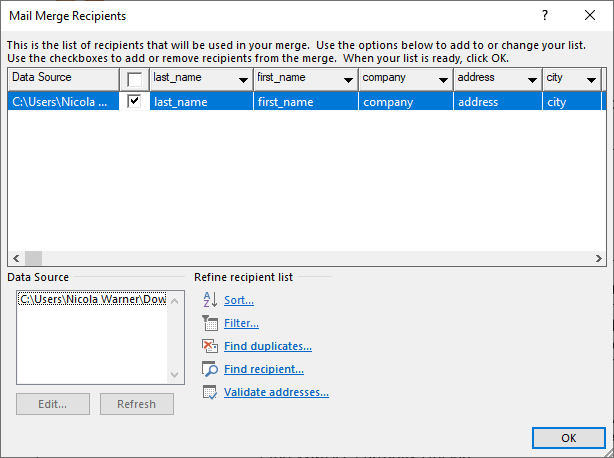 Mail Merge Recipients
?
This is the list of recipients that will be used in your merge.  Use the options below to add to or change your list.
Use the checkboxes to add or remove recipients from the merge.  When your list is ready, click OK.
Data Source last_name first_name company address city
C:\Users\Nicola ... last_name first_name company address city
Data Source
C:\Users\Nicola Warner\Dow
Edit...
Refresh
Refine recipient list
Sort...
Filter...
Find duplicates...
Find recipient...
Validate addresses...
OK